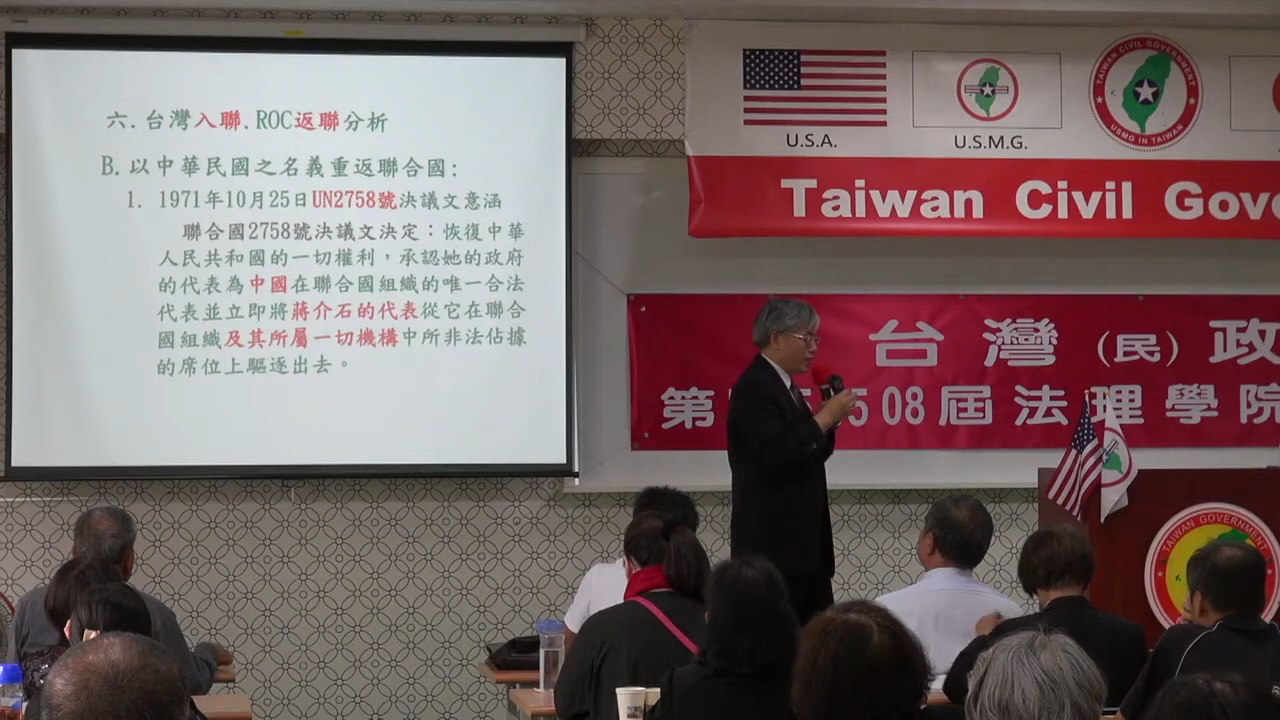 六.台灣入聯.ROC返聯分析
B.以中華民國之名義重返聯合國:
1. 1971年10月25日UN2758號決議文意涵
聯合國2758號決議文決定：恢復中華
人民共和國的一切權利，承認她的政府
的代表為中國在聯合國組織的唯一合法
代表並立即將蔣介石的代表從它在聯合
國組織及其所屬一切機構中所非法佔據
的席位上驅逐出去。
U.S.A.
U.S.M.G.
TAIWAN CIVIL GOVERNMENT
USMG IN TAIWAN
Taiwan Civil Gove
台灣(民)政
第 508屆法理學院
TAIWAN GOVERNMENT